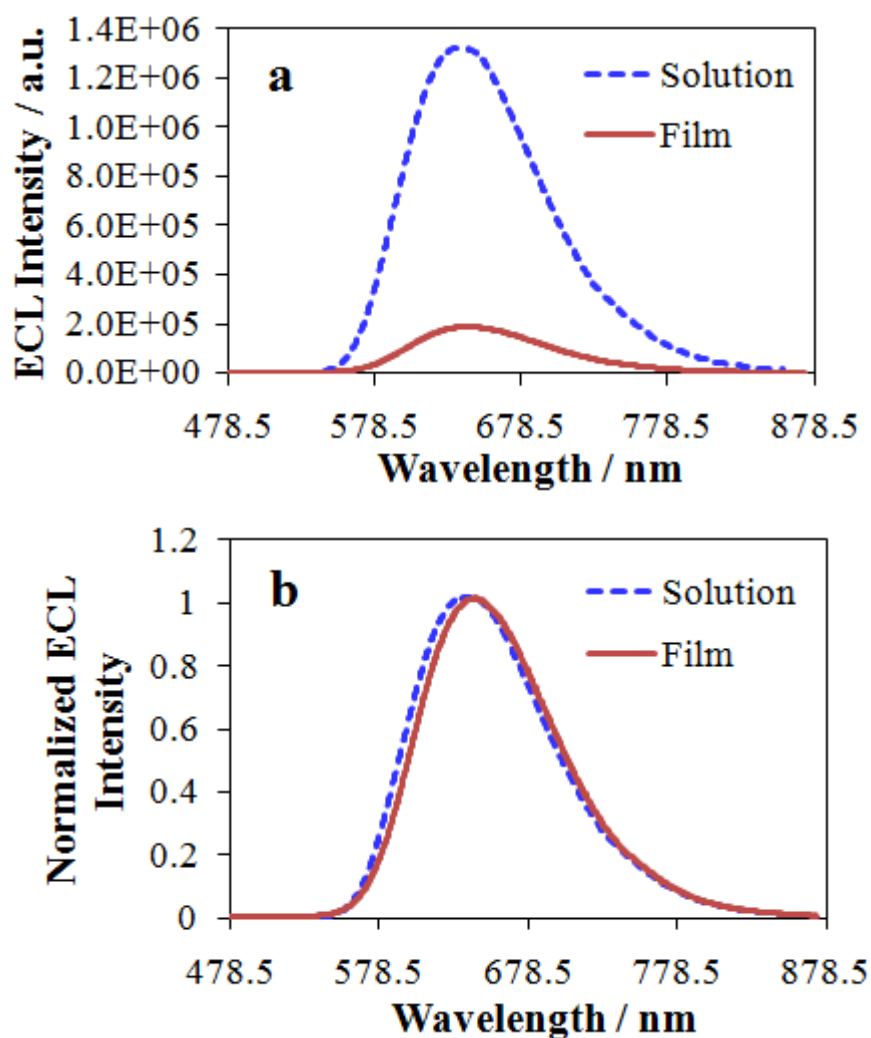 a
ECL Intensity / a.u.
1.4E+06
1.2E+06
1.0E+06
8.0E+05
6.0E+05
4.0E+05
2.0E+05
0.0E+00
Solution
Film
478.5 578.5 678.5 778.5 878.5
Wavelength / nm
b
Normalized ECL
Intensity
1.2
1
0.8
0.6
0.4
0.2
0
Solution
Film
478.5 578.5 678.5 778.5 878.5
Wavelength / nm